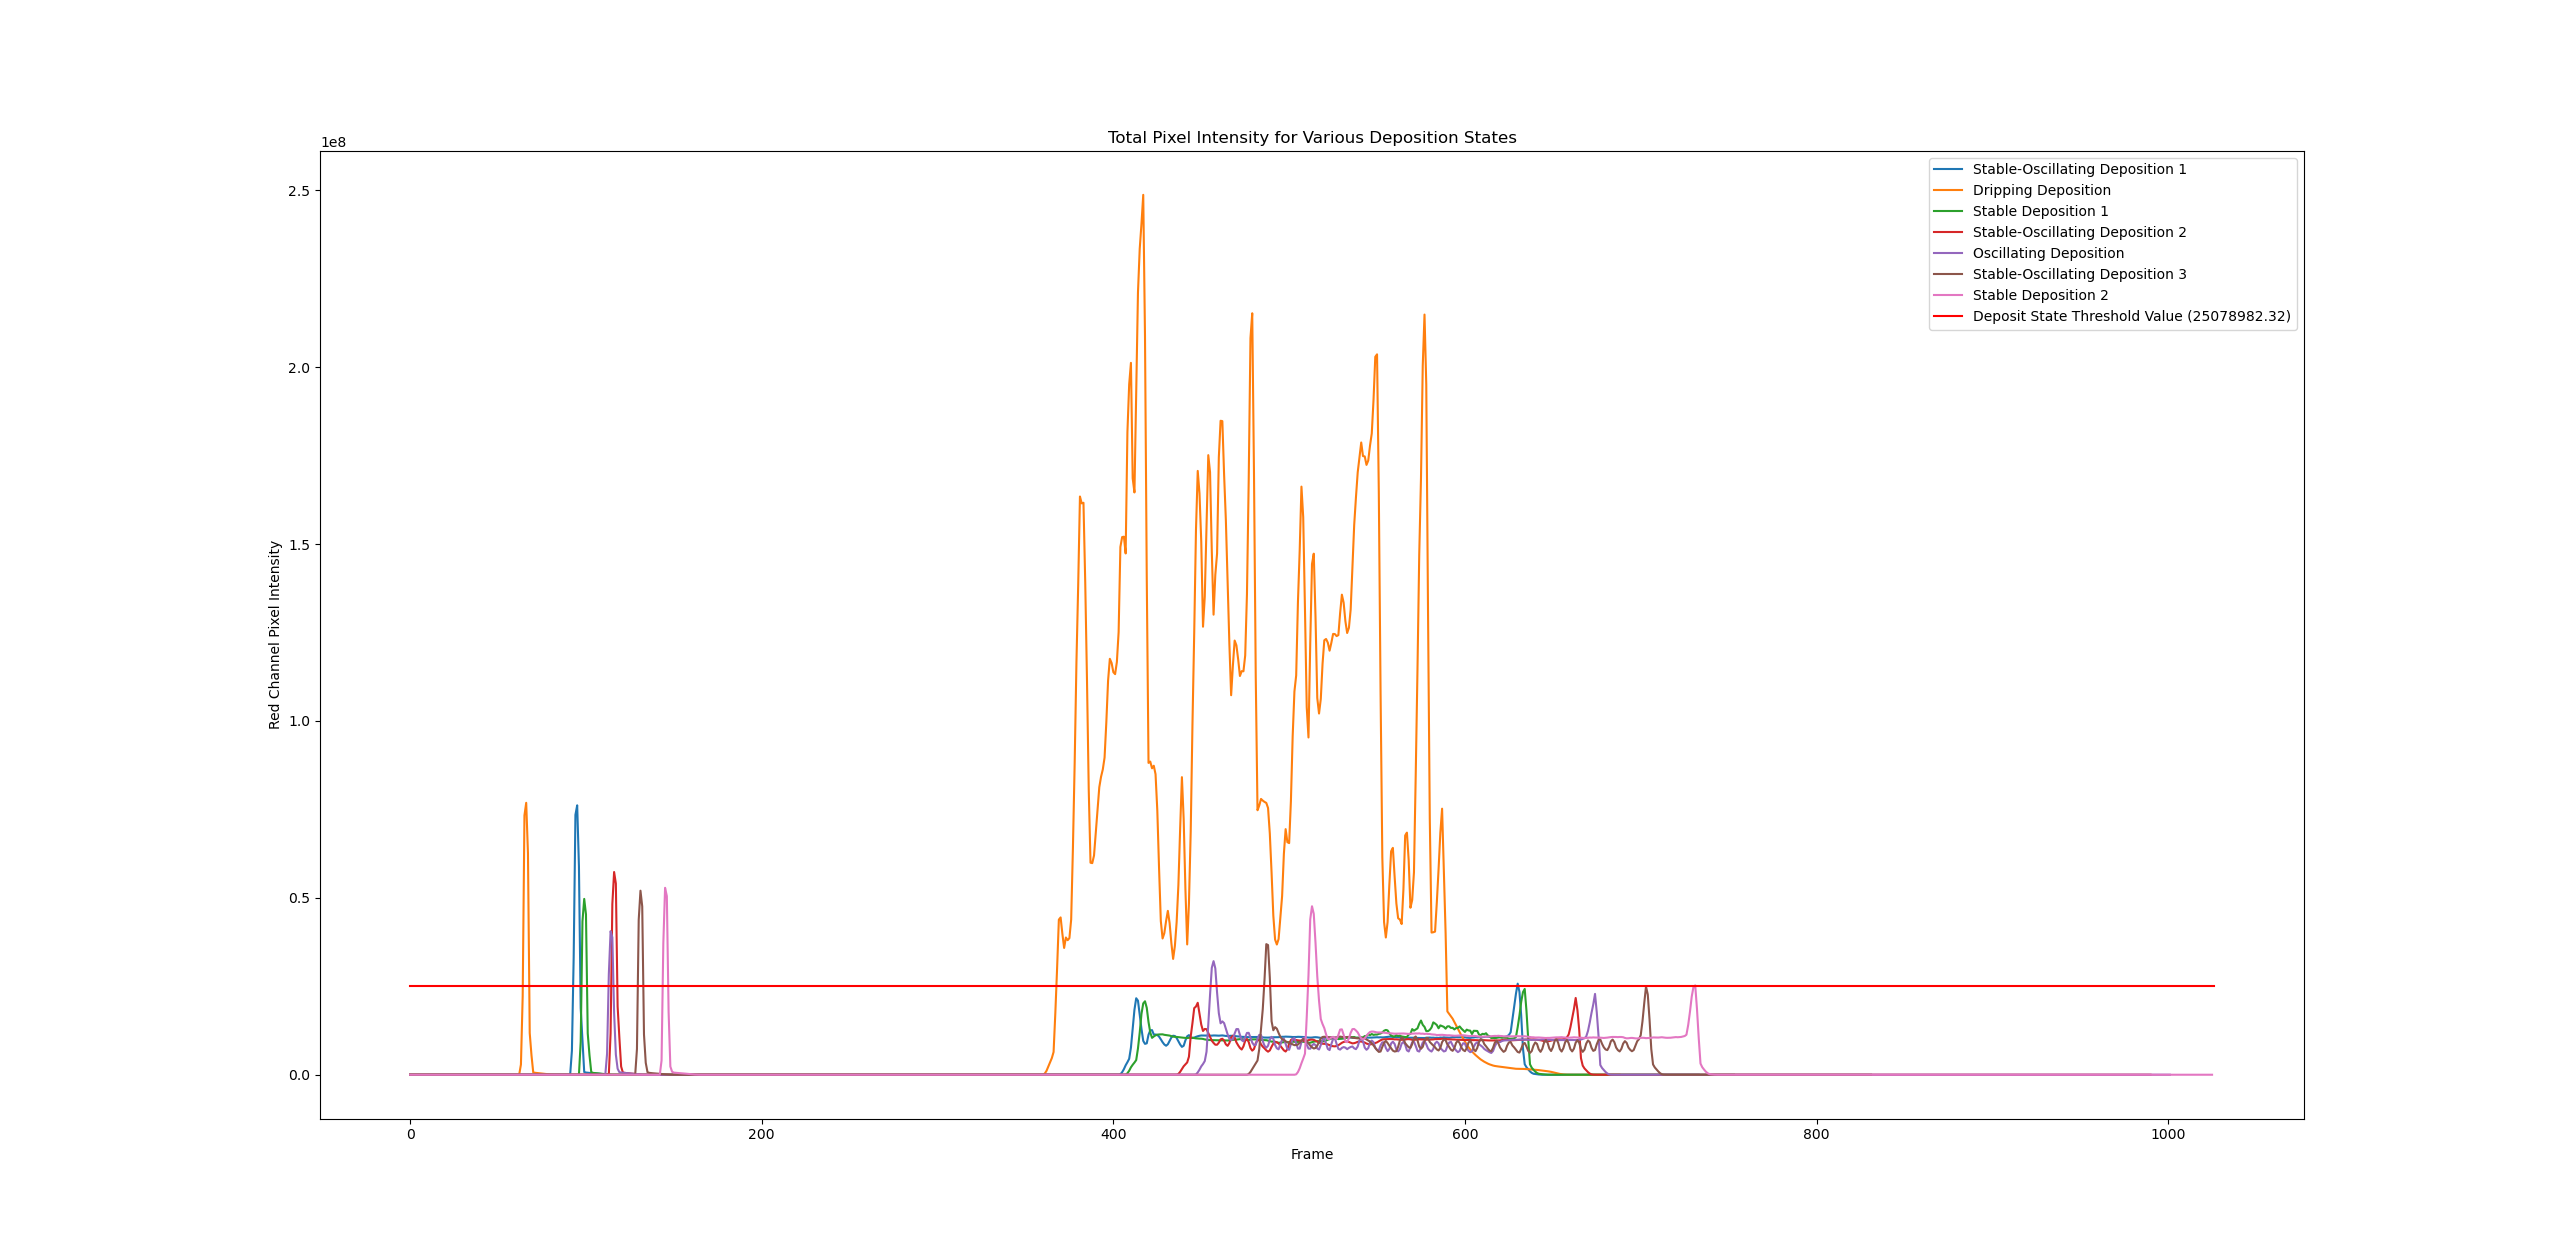 Total Pixel Intensity for Various Deposition States
1e8
2.5
2.0
1.5
1.0
0.5
0.0
Red Channel Pixel Intensity
Stable-Oscillating Deposition 1
Dripping Deposition
Stable Deposition 1
Stable-Oscillating Deposition 2
Oscillating Deposition
Stable-Oscillating Deposition 3
Stable Deposition 2
Deposit State Threshold Value (25078982.32)
0 200 400 600 800 1000
Frame